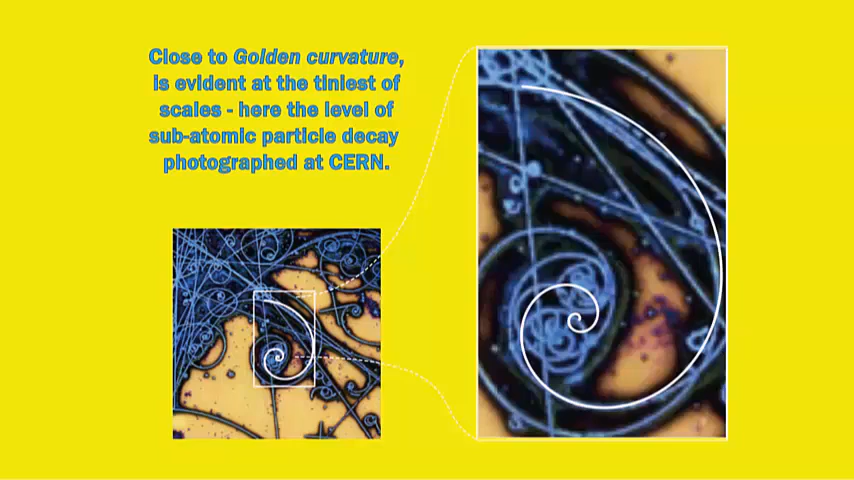 Close to Golden curvature,
is evident at the tiniest of
scales - here the level of
sub-atomic particle decay
photographed at CERN.